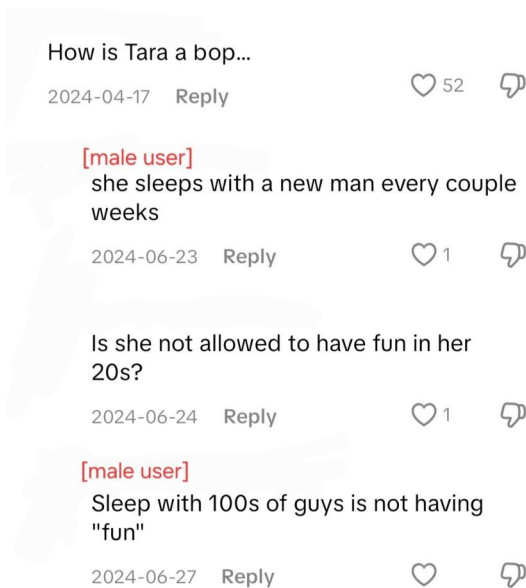 How is Tara a bop...
52
2024-04-17 Reply
[male user]
she sleeps with a new man every couple
weeks
2024-06-23 Reply 1
Is she not allowed to have fun in her
20s?
2024-06-24 Reply 1
[male user]
Sleep with 100s of guys is not having
"fun"
2024-06-27 Reply